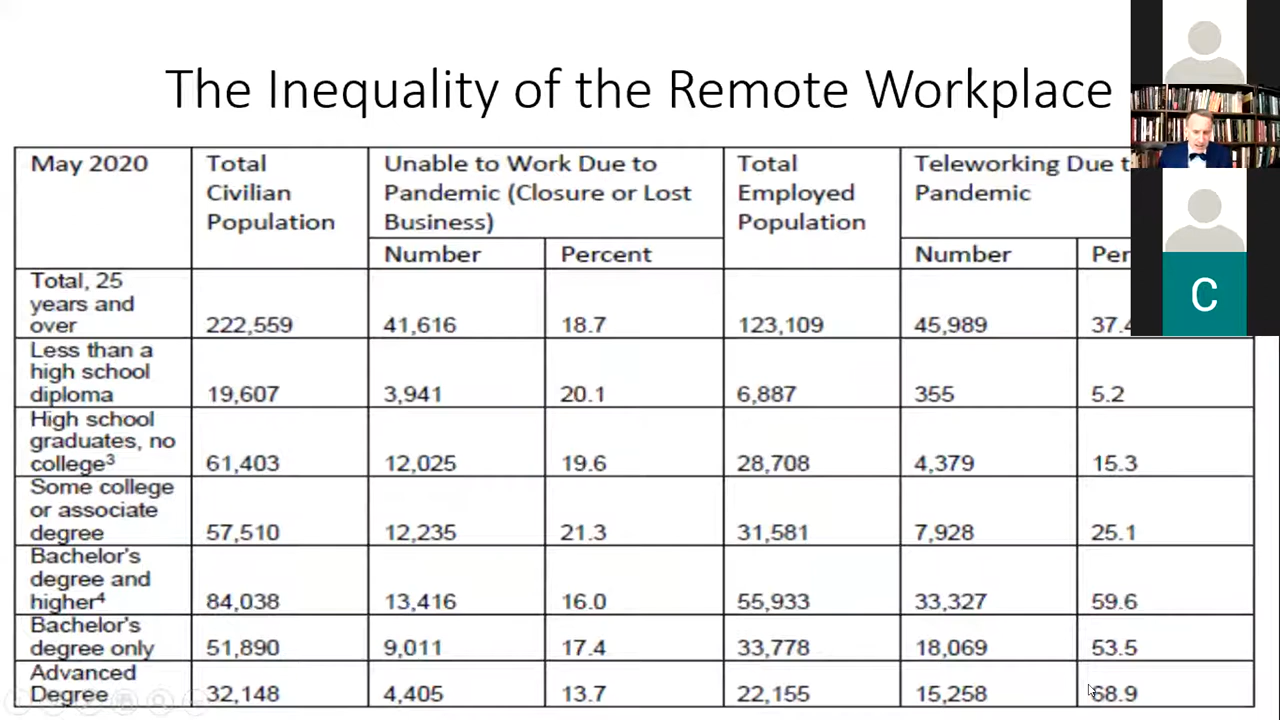 The Inequality of the Remote Workplace
May 2020
Total
Civilian
Population
Unable to Work Due to
Pandemic (Closure or Lost
Business)
Total
Employed
Population
Teleworking Due t
Pandemic
Number
Percent
Number
Per
Total, 25
years and
over
222,559
41,616
18.7
123,109
45,989
37.4
Less than a
high school
diploma
19,607
3,941
20.1
6,887
355
5.2
High school
graduates, no
college³
61,403
12,025
19.6
28,708
4,379
15.3
Some college
or associate
degree
57,510
12,235
21.3
31,581
7,928
25.1
Bachelor's
degree and
higher⁴
84,038
13,416
16.0
55,933
33,327
59.6
Bachelor's
degree only
51,890
9,011
17.4
33,778
18,069
53.5
Advanced
Degree
32,148
4,405
13.7
22,155
15,258
68.9
C